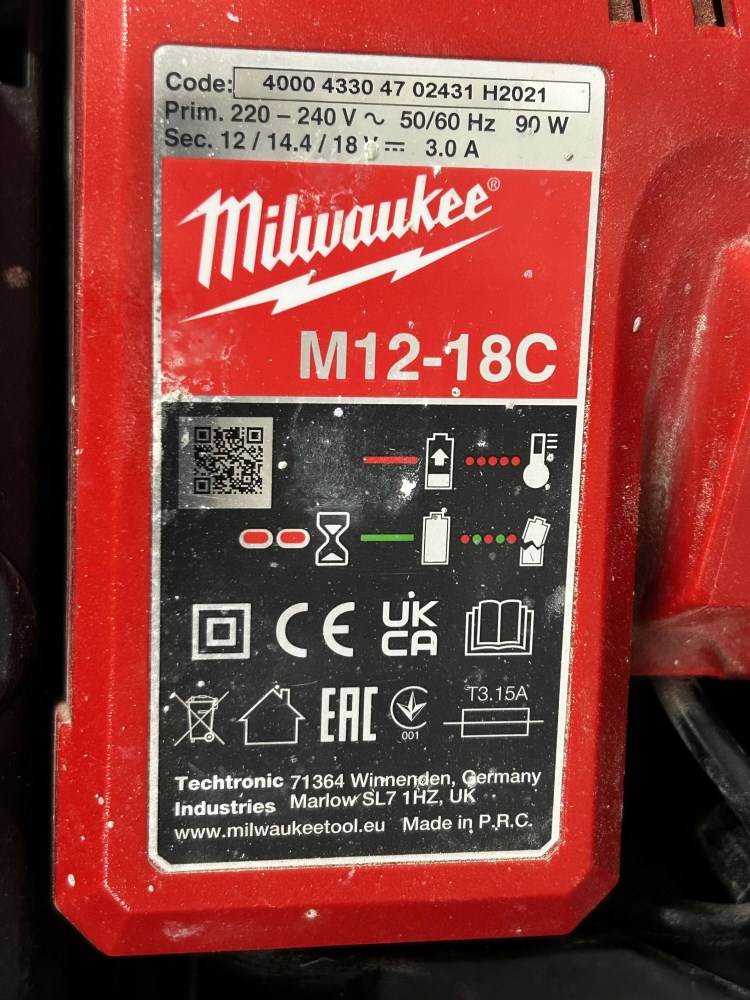 Code: 4000 4330 47 02431 H2021
Prim. 220 – 240 V ~ 50/60 Hz 90 W
Sec. 12 / 14.4 / 18 V ⎓ 3.0 A
Milwaukee®
M12-18C
CE UK
CA
EAC 001 T3.15A
Techtronic 71364 Winnenden, Germany
Industries Marlow SL7 1HZ, UK
www.milwaukeetool.eu Made in P.R.C.